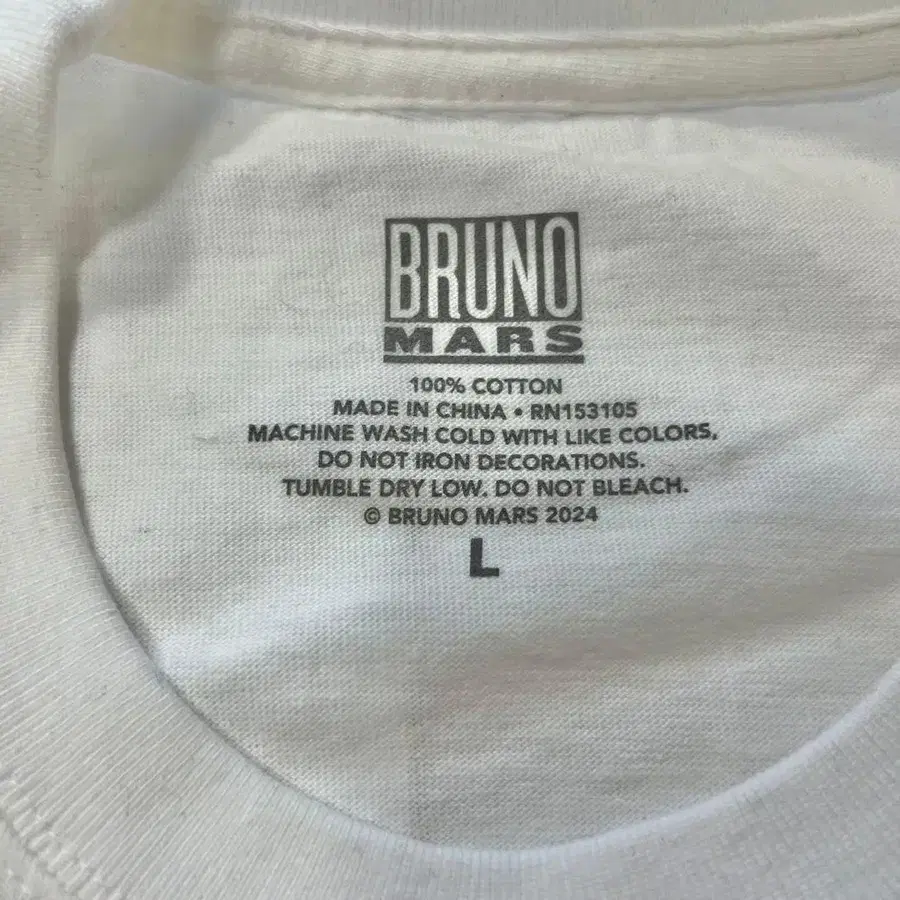 BRUNO
MARS
100% COTTON
MADE IN CHINA • RN153105
MACHINE WASH COLD WITH LIKE COLORS,
DO NOT IRON DECORATIONS.
TUMBLE DRY LOW. DO NOT BLEACH.
© BRUNO MARS 2024
L